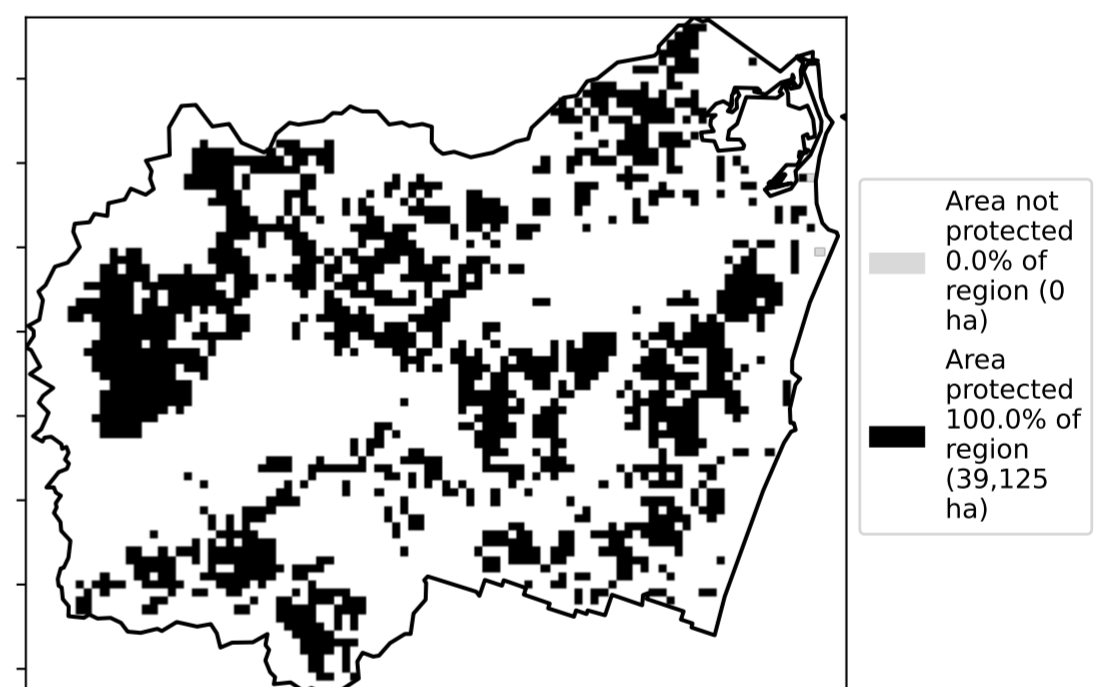 Area not
protected
0.0% of
region (0
ha)
Area
protected
100.0% of
region
(39,125
ha)